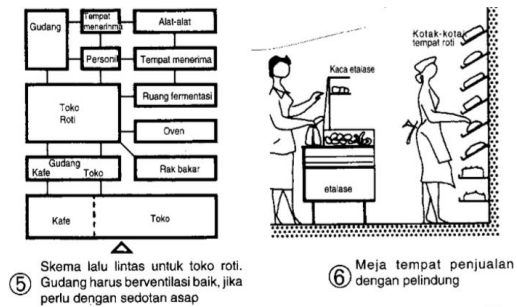 Gudang
Tempat
menerima
Alat-alat
Personil
Tempat menerima
Toko
Roti
Ruang fermentasi
Oven
Gudang
Kafe Toko
Rak bakar
Kafe
Toko
5 Skema lalu lintas untuk toko roti.
Gudang harus berventilasi baik, jika
perlu dengan sedotan asap
Kotak-kotak
tempat roti
Kaca etalase
etalase
6 Meja tempat penjualan
dengan pelindung